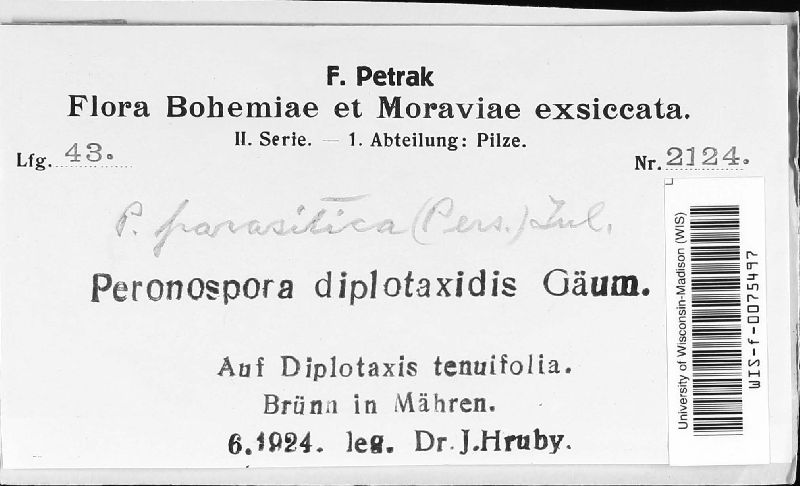 F. Petrak
Flora Bohemiae et Moraviae exsiccata.
II. Serie. — 1. Abteilung: Pilze.
Lfg. 43.
Nr. 2124.
P. parasitica (Pers.) Tul.
Peronospora diplotaxidis Gäum.
Auf Diplotaxis tenuifolia.
Brünn in Mähren.
6.1924. leg. Dr. J. Hruby.
University of Wisconsin-Madison (WIS)
WIS-f-0075497